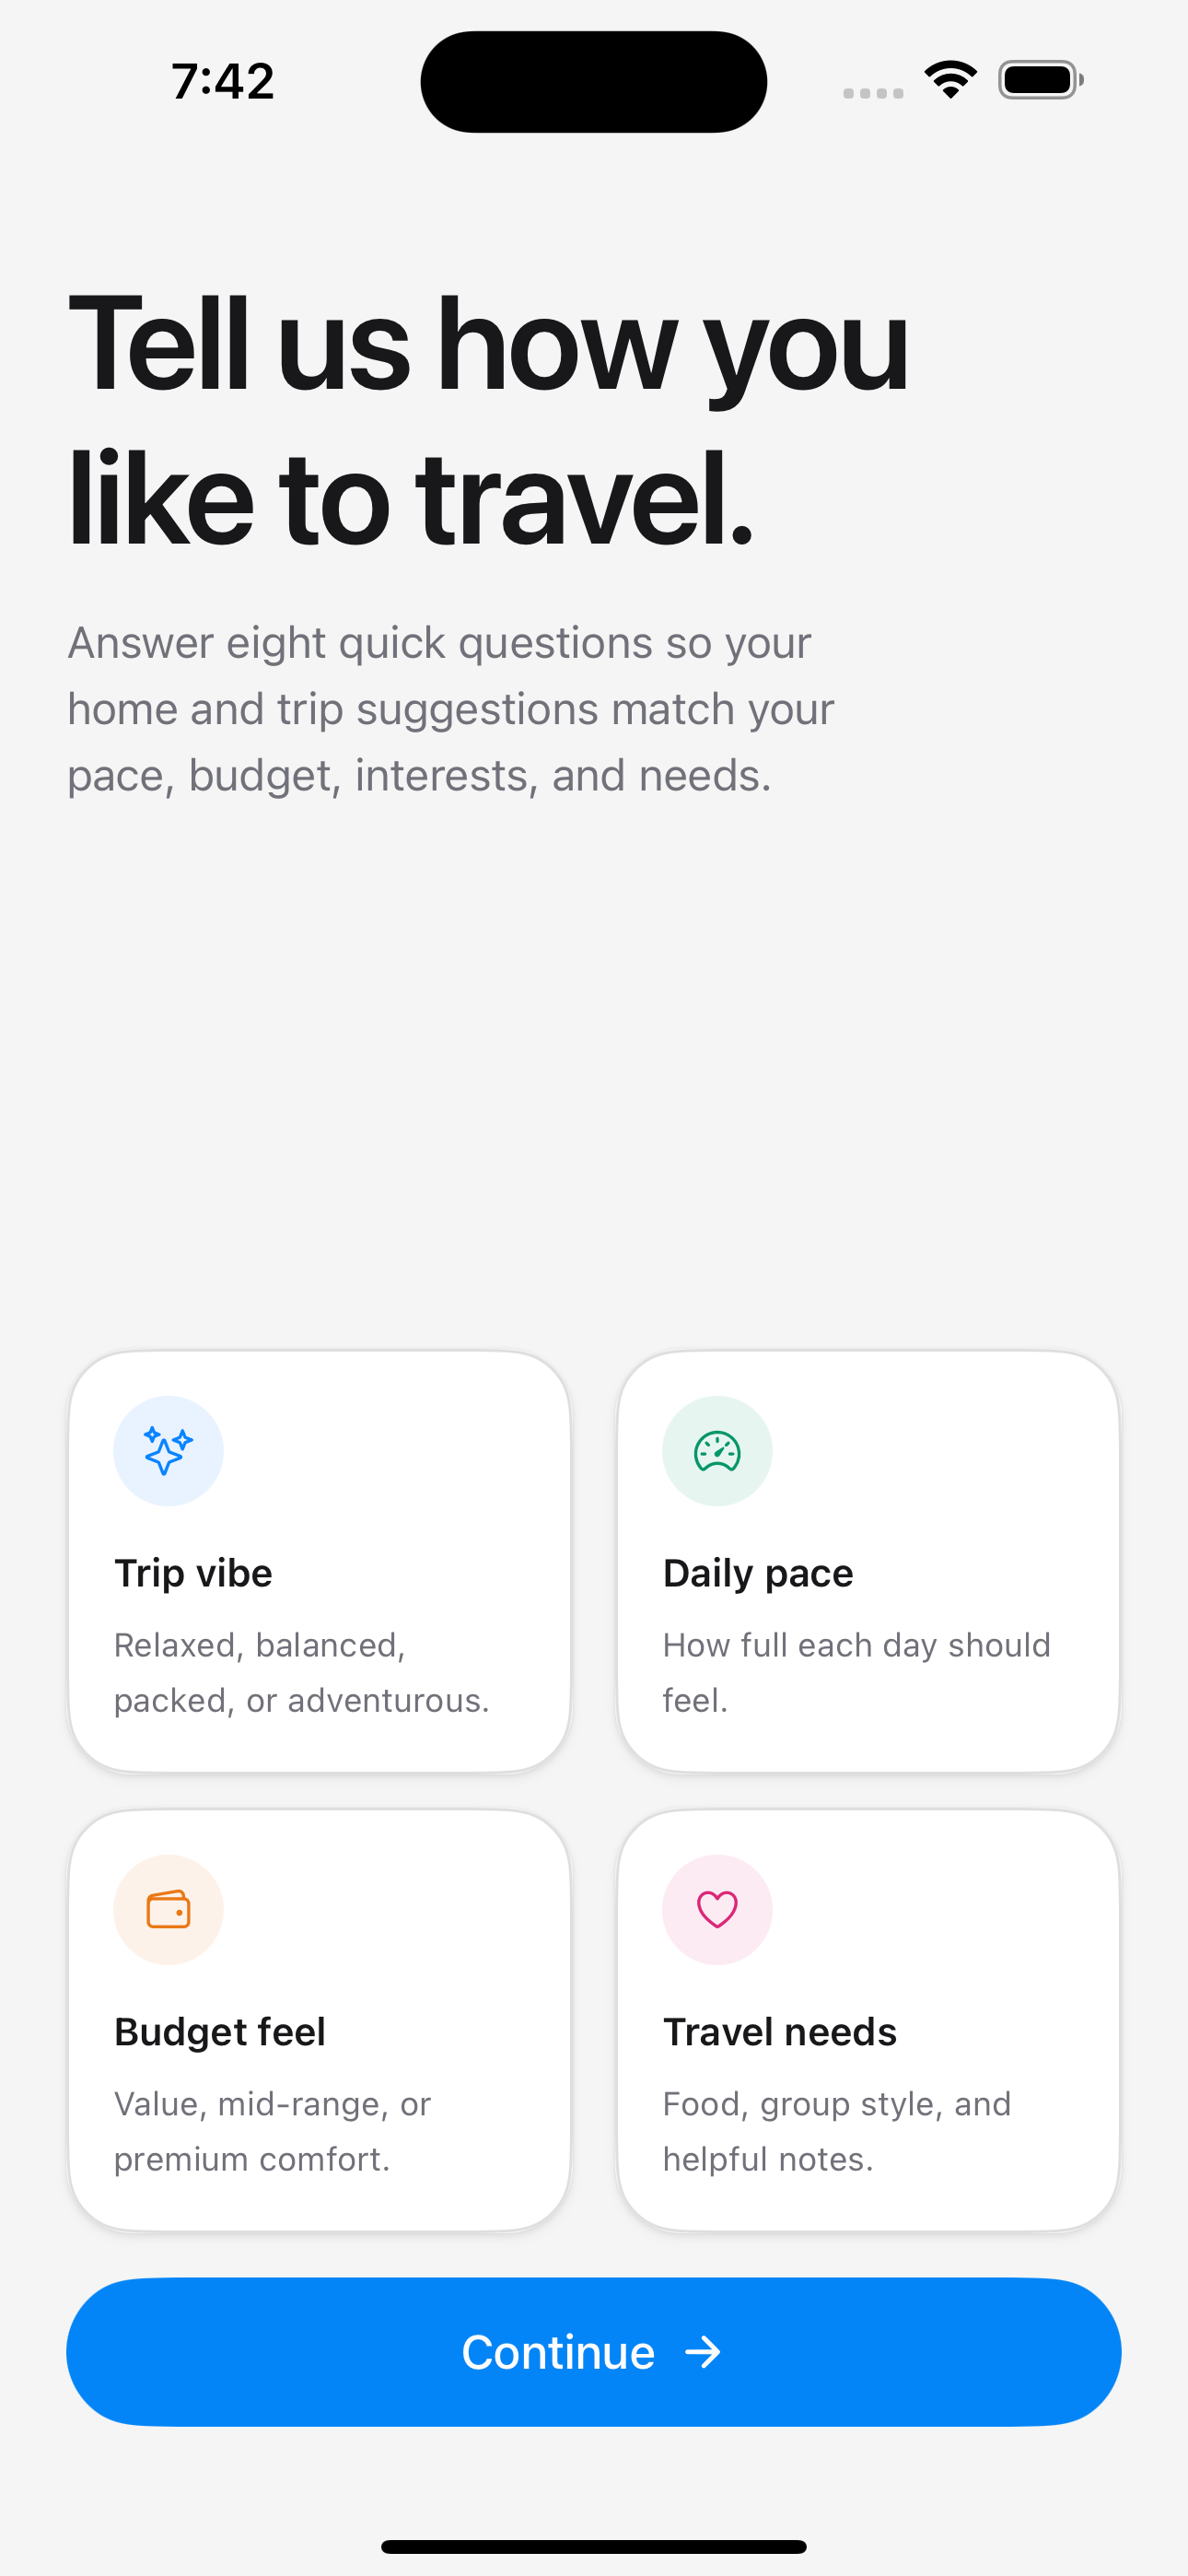 7:42
Tell us how you
like to travel.
Answer eight quick questions so your
home and trip suggestions match your
pace, budget, interests, and needs.
Trip vibe
Relaxed, balanced,
packed, or adventurous.
Daily pace
How full each day should
feel.
Budget feel
Value, mid-range, or
premium comfort.
Travel needs
Food, group style, and
helpful notes.
Continue